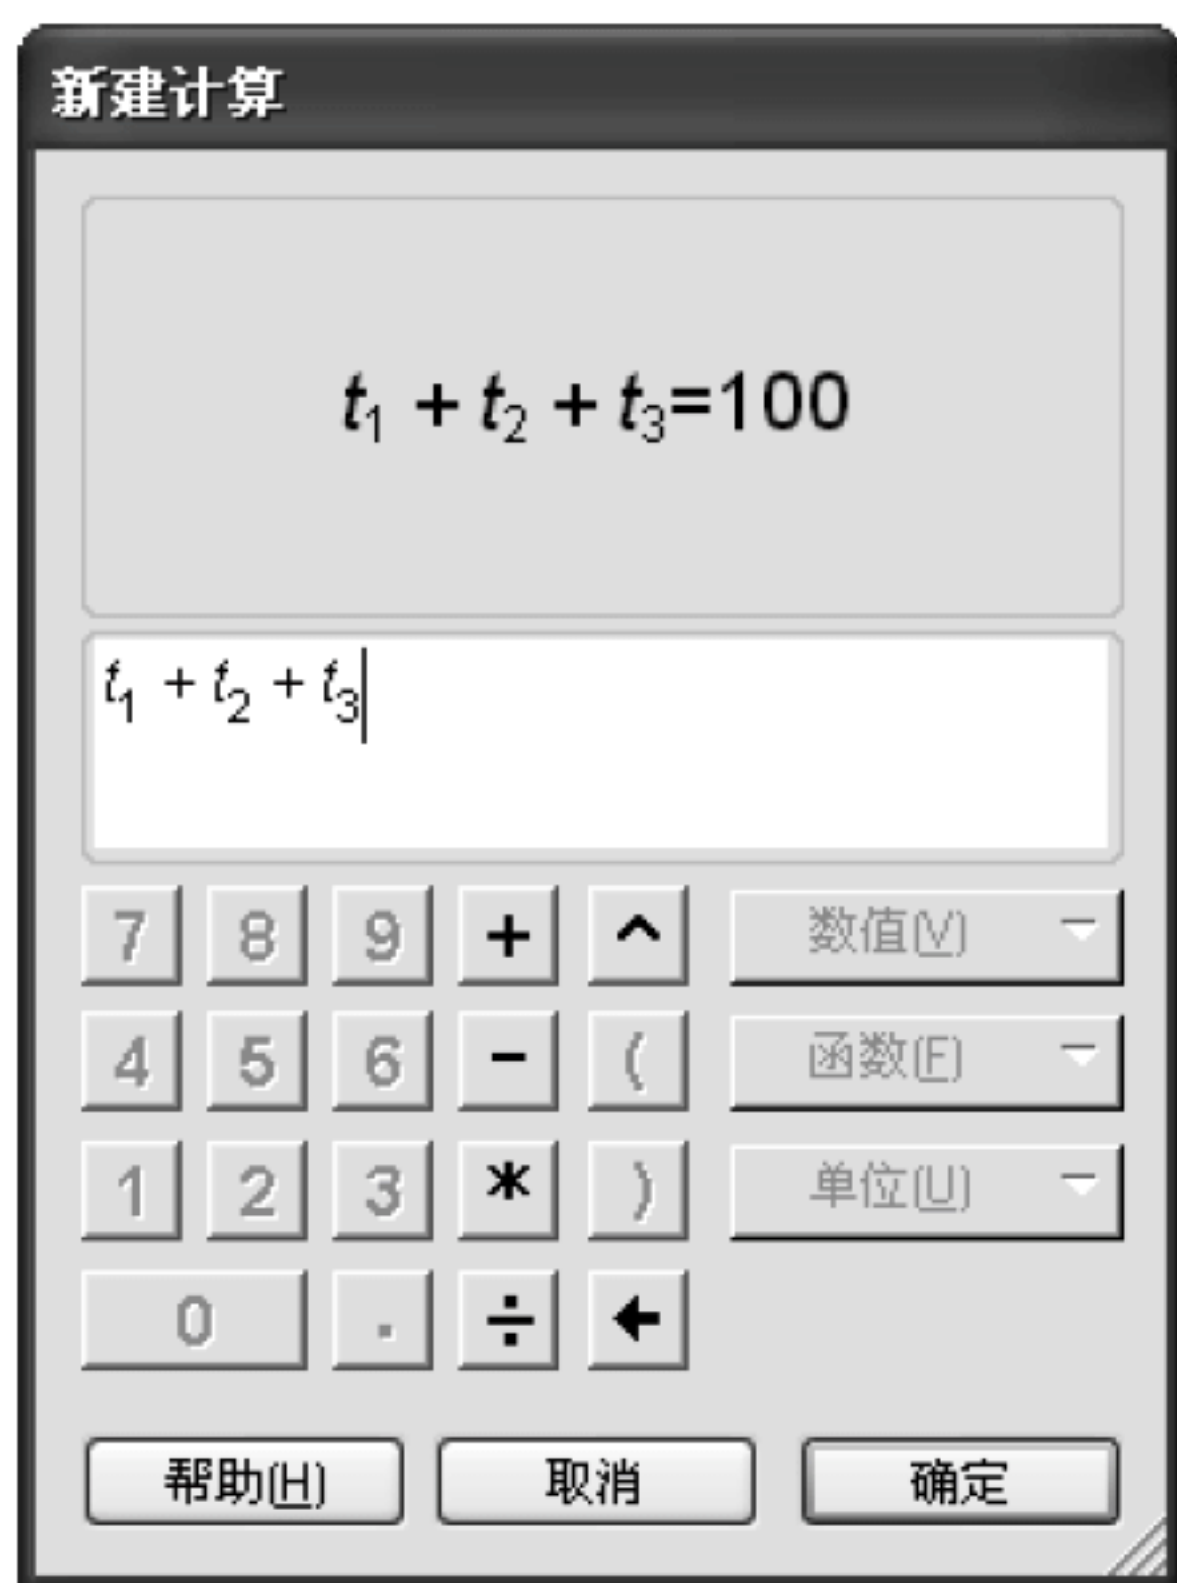 新建计算
t₁ + t₂ + t₃=100
t₁ + t₂ + t₃
7 8 9 + ^ 数值(V)
4 5 6 - ( 函数(F)
1 2 3 * ) 单位(U)
0 . ÷ ←
帮助(H) 取消 确定